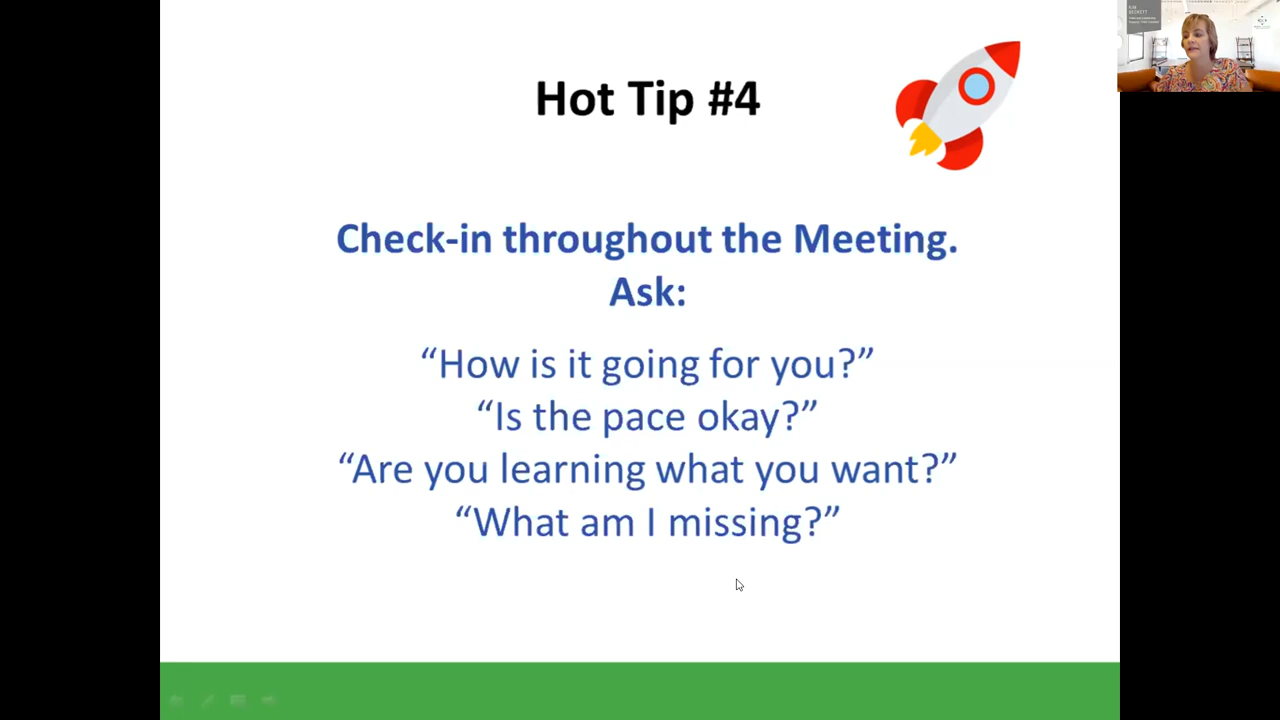 Hot Tip #4
Check-in throughout the Meeting.
Ask:
“How is it going for you?”
“Is the pace okay?”
“Are you learning what you want?”
“What am I missing?”